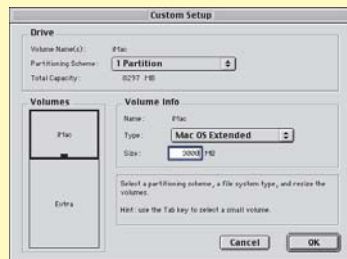 Custom Setup
Drive
Volume Name(s): iMac
Partitioning Scheme: 1 Partition
Total Capacity: 8297 MB
Volumes
iMac
Extra
Volume Info
Name: iMac
Type: Mac OS Extended
Size: 3000 MB
Select a partitioning scheme, a file system type, and resize the
volumes.
Hint: use the Tab key to select a small volume.
Cancel
OK